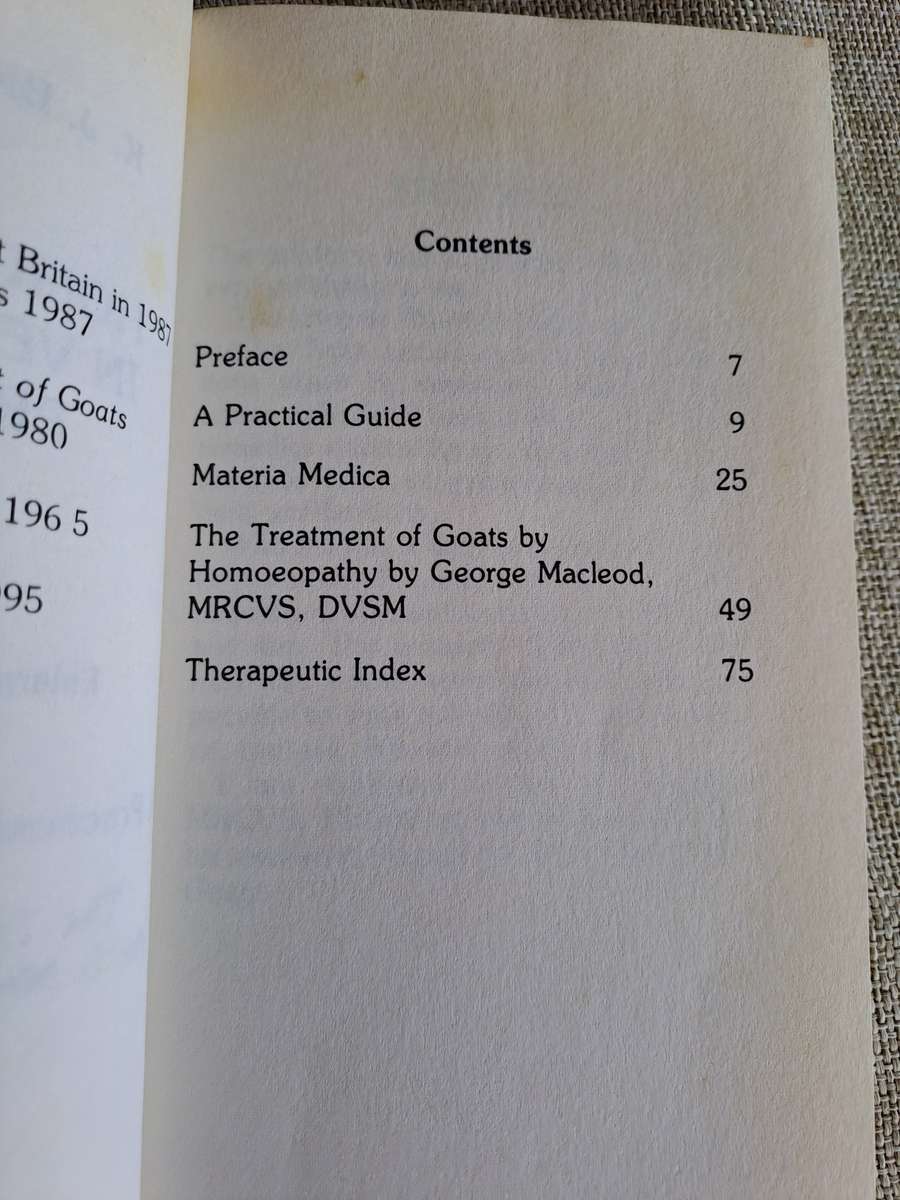 t Britain in 1987
s 1987
t of Goats
1980
196 5
995
Contents
Preface 7
A Practical Guide 9
Materia Medica 25
The Treatment of Goats by
Homoeopathy by George Macleod,
MRCVS, DVSM 49
Therapeutic Index 75